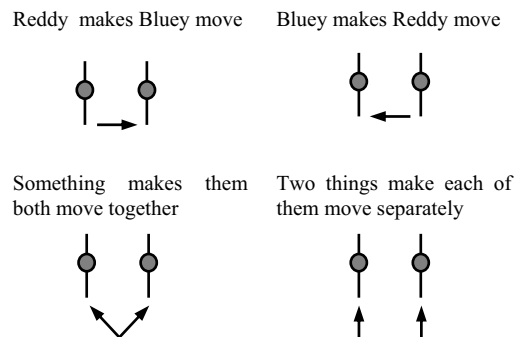 Reddy makes Bluey move
Bluey makes Reddy move
Something makes them
both move together
Two things make each of
them move separately